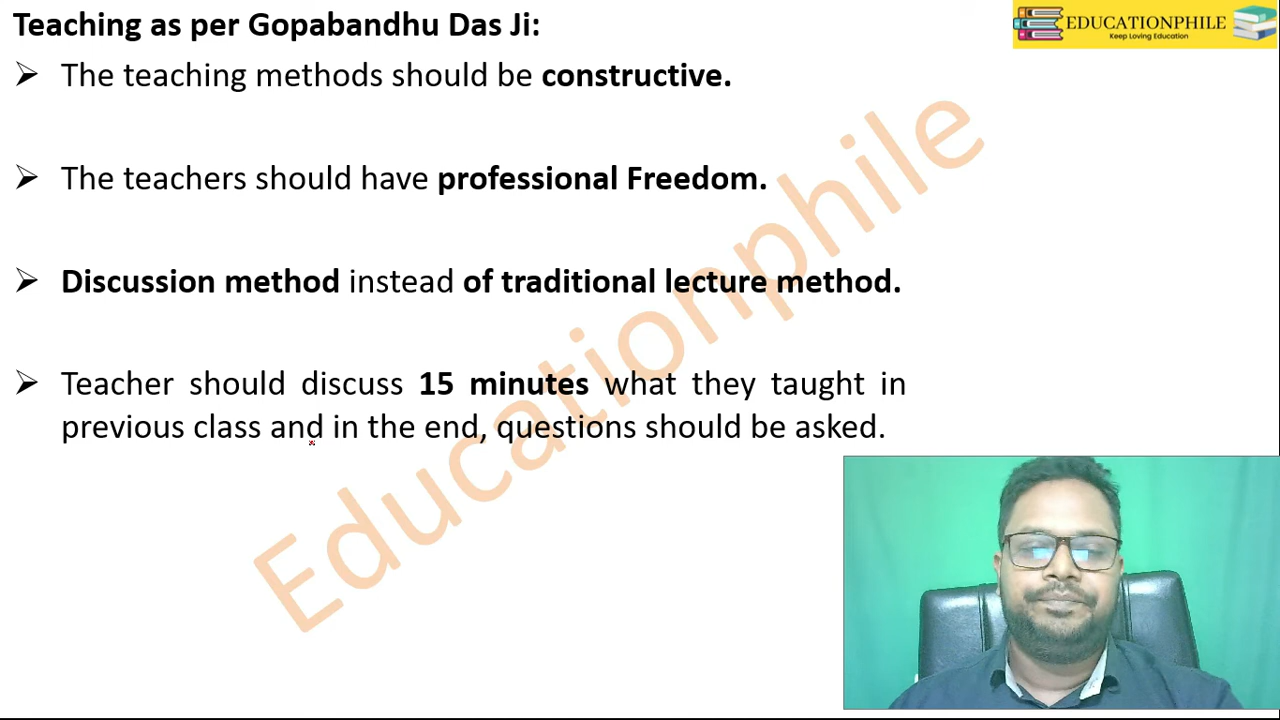 Teaching as per Gopabandhu Das Ji:
EDUCATIONPHILE
Keep Loving Education
➢ The teaching methods should be constructive.
➢ The teachers should have professional Freedom.
➢ Discussion method instead of traditional lecture method.
➢ Teacher should discuss 15 minutes what they taught in
previous class and in the end, questions should be asked.
Educationphile